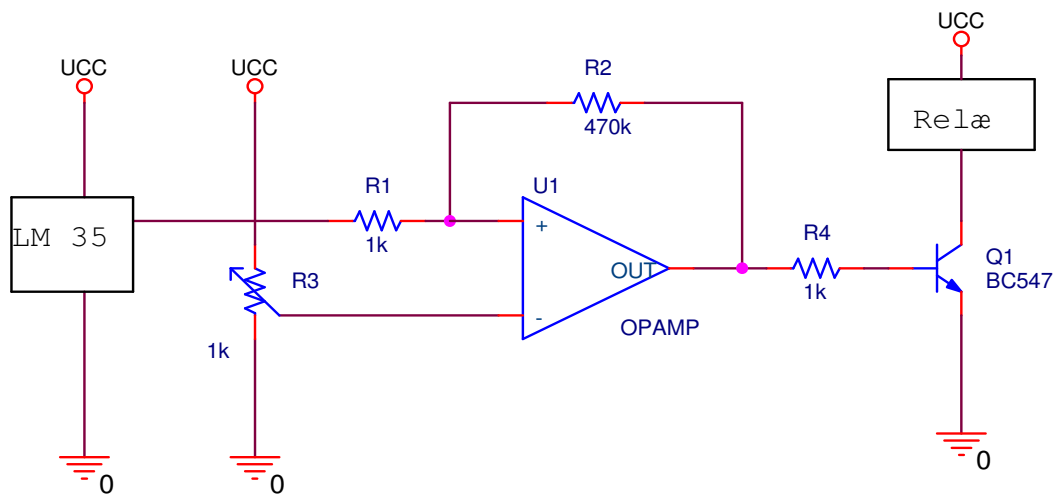 UCC
UCC
UCC
LM 35
R1
1k
R3
1k
R2
470k
U1
+
-
OUT
OPAMP
R4
1k
Relæ
Q1
BC547
0
0
0